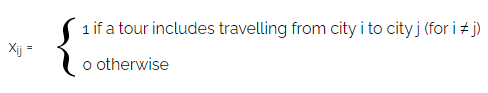 1 if a tour includes travelling from city i to city j (for i ≠ j)
Xij =
0 otherwise